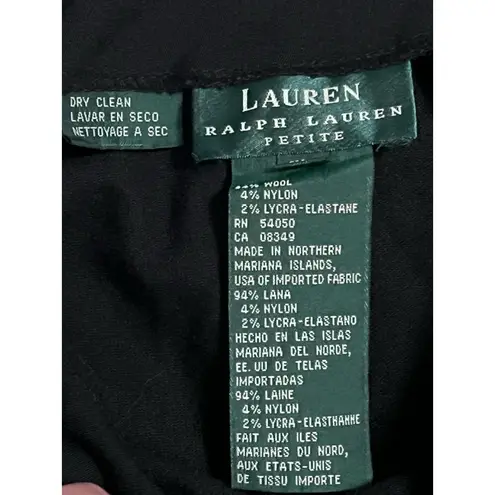 DRY CLEAN
LAVAR EN SECO
NETTOYAGE A SEC
LAUREN
RALPH LAUREN
PETITE
WOOL
4% NYLON
2% LYCRA-ELASTANE
RN 54050
CA 08349
MADE IN NORTHERN
MARIANA ISLANDS,
USA OF IMPORTED FABRIC
94% LANA
4% NYLON
2% LYCRA-ELASTANO
HECHO EN LAS ISLAS
MARIANA DEL NORDE,
EE.UU DE TELAS
IMPORTADAS
94% LAINE
4% NYLON
2% LYCRA-ELASTHANNE
FAIT AUX ILES
MARIANES DU NORD,
AUX ETATS-UNIS
DE TISSU IMPORTE